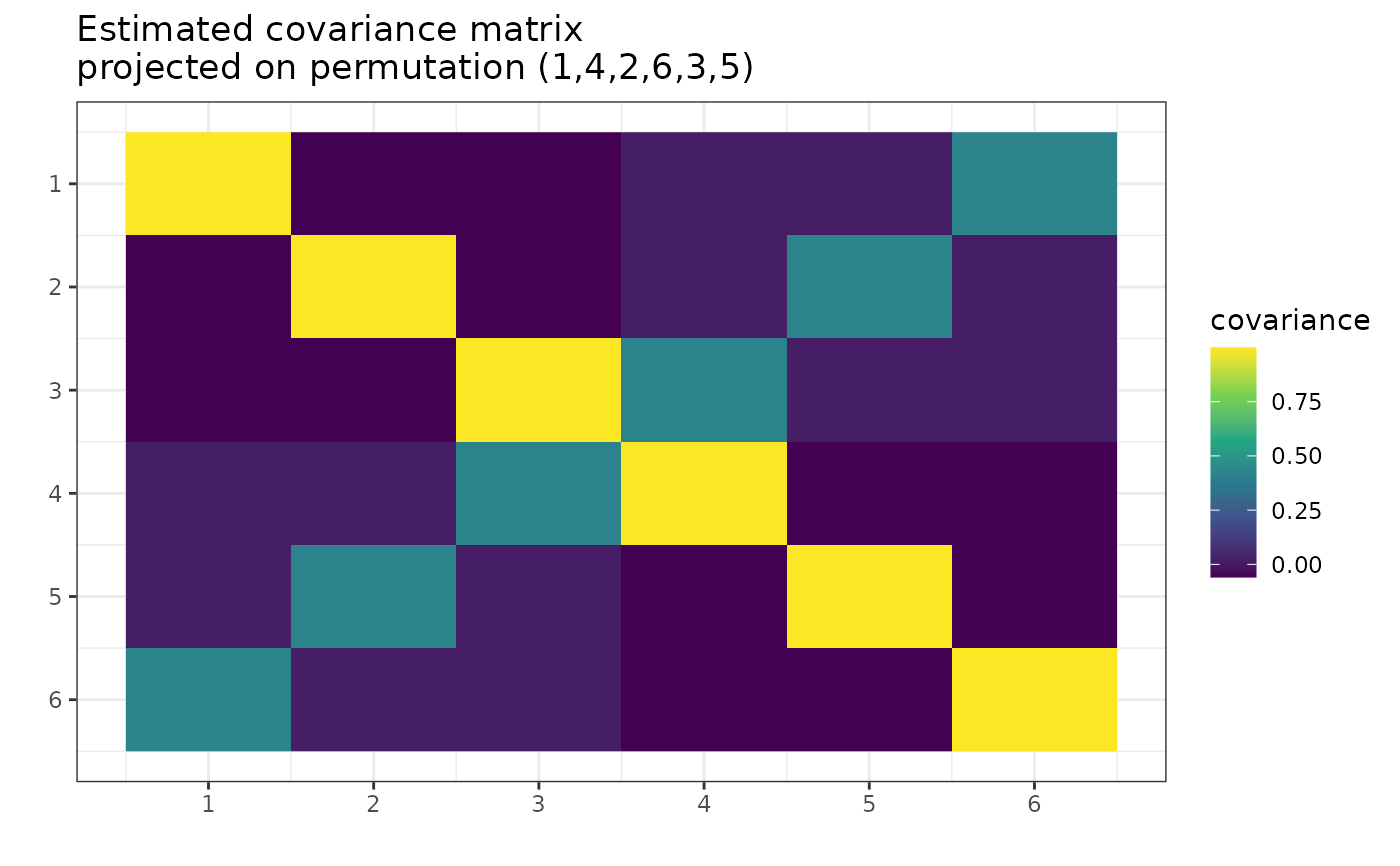 Estimated covariance matrix
projected on permutation (1,4,2,6,3,5)
1
2
3
4
5
6
1 2 3 4 5 6
covariance
0.75
0.50
0.25
0.00